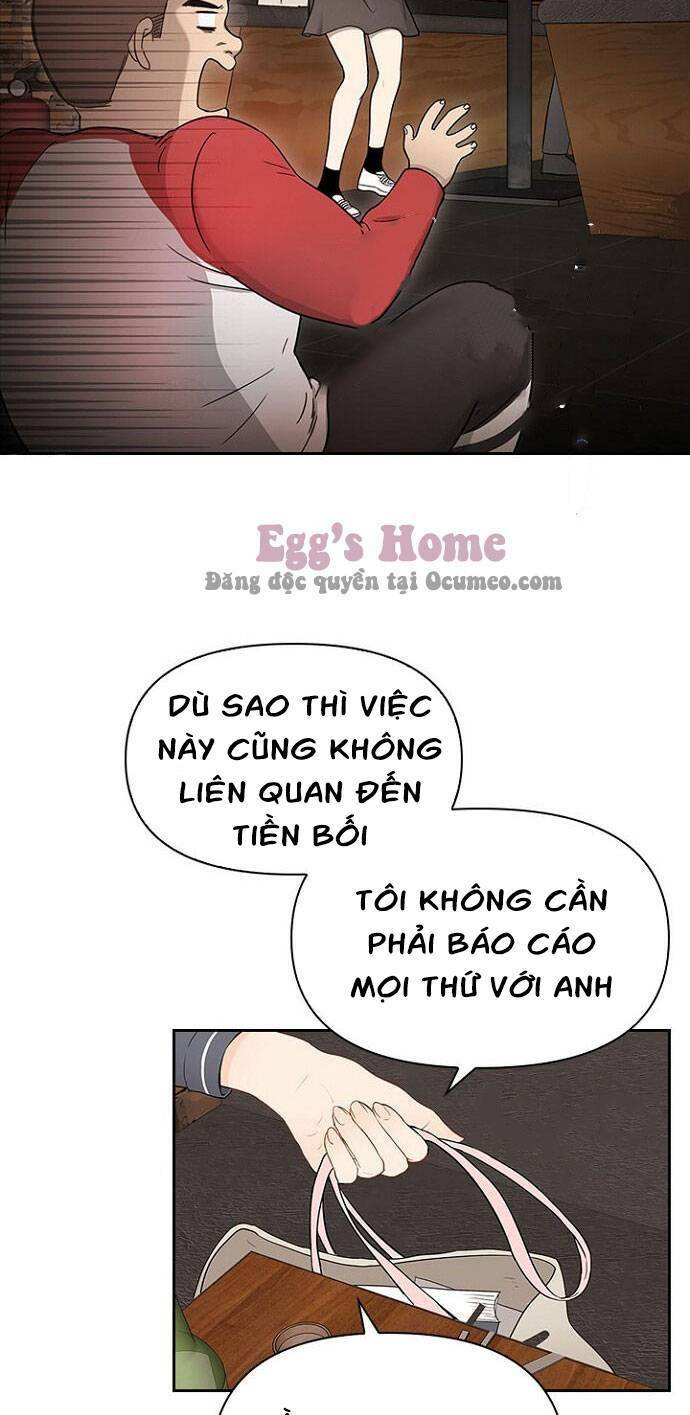 Egg's Home
Đăng độc quyền tại Ocumeo.com
DÙ SAO THÌ VIỆC
NÀY CŨNG KHÔNG
LIÊN QUAN ĐẾN
TIỀN BỐI
TÔI KHÔNG CẦN
PHẢI BÁO CÁO
MỌI THỨ VỚI ANH